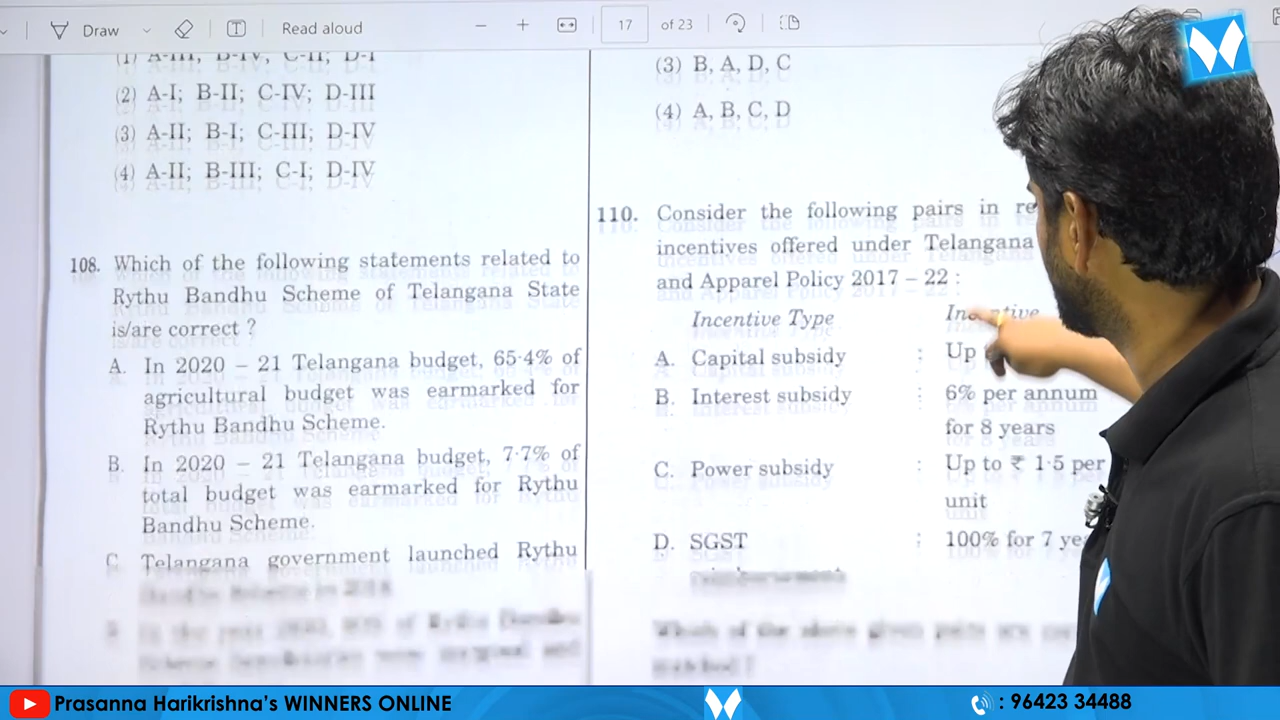 Draw
Read aloud
17 of 23
(1) A-III; B-IV; C-II; D-I
(2) A-I; B-II; C-IV; D-III
(3) A-II; B-I; C-III; D-IV
(4) A-II; B-III; C-I; D-IV
108. Which of the following statements related to
Rythu Bandhu Scheme of Telangana State
is/are correct ?
A. In 2020 – 21 Telangana budget, 65·4% of
agricultural budget was earmarked for
Rythu Bandhu Scheme.
B. In 2020 – 21 Telangana budget, 7·7% of
total budget was earmarked for Rythu
Bandhu Scheme.
C. Telangana government launched Rythu
(3) B, A, D, C
(4) A, B, C, D
110. Consider the following pairs in re
incentives offered under Telangana
and Apparel Policy 2017 – 22 :
Incentive Type
A. Capital subsidy : Up
B. Interest subsidy : 6% per annum
for 8 years
C. Power subsidy : Up to ₹ 1·5 per
unit
D. SGST : 100% for 7 ye
Prasanna Harikrishna's WINNERS ONLINE
: 96423 34488